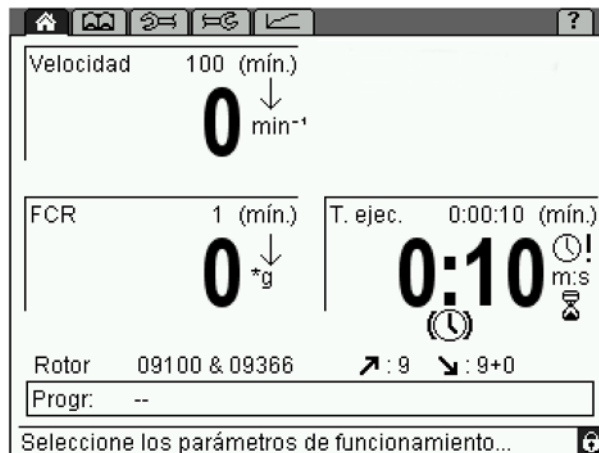 ?
Velocidad 100 (mín.)
0 min⁻¹
FCR 1 (mín.)
0 *g
T. ejec. 0:00:10 (mín.)
0:10 m:s
Rotor 09100 & 09366 ↗ : 9 ↘ : 9+0
Progr: --
Seleccione los parámetros de funcionamiento...